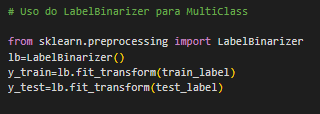 # Uso do LabelBinarizer para MultiClass
from sklearn.preprocessing import LabelBinarizer
lb=LabelBinarizer()
y_train=lb.fit_transform(train_label)
y_test=lb.fit_transform(test_label)